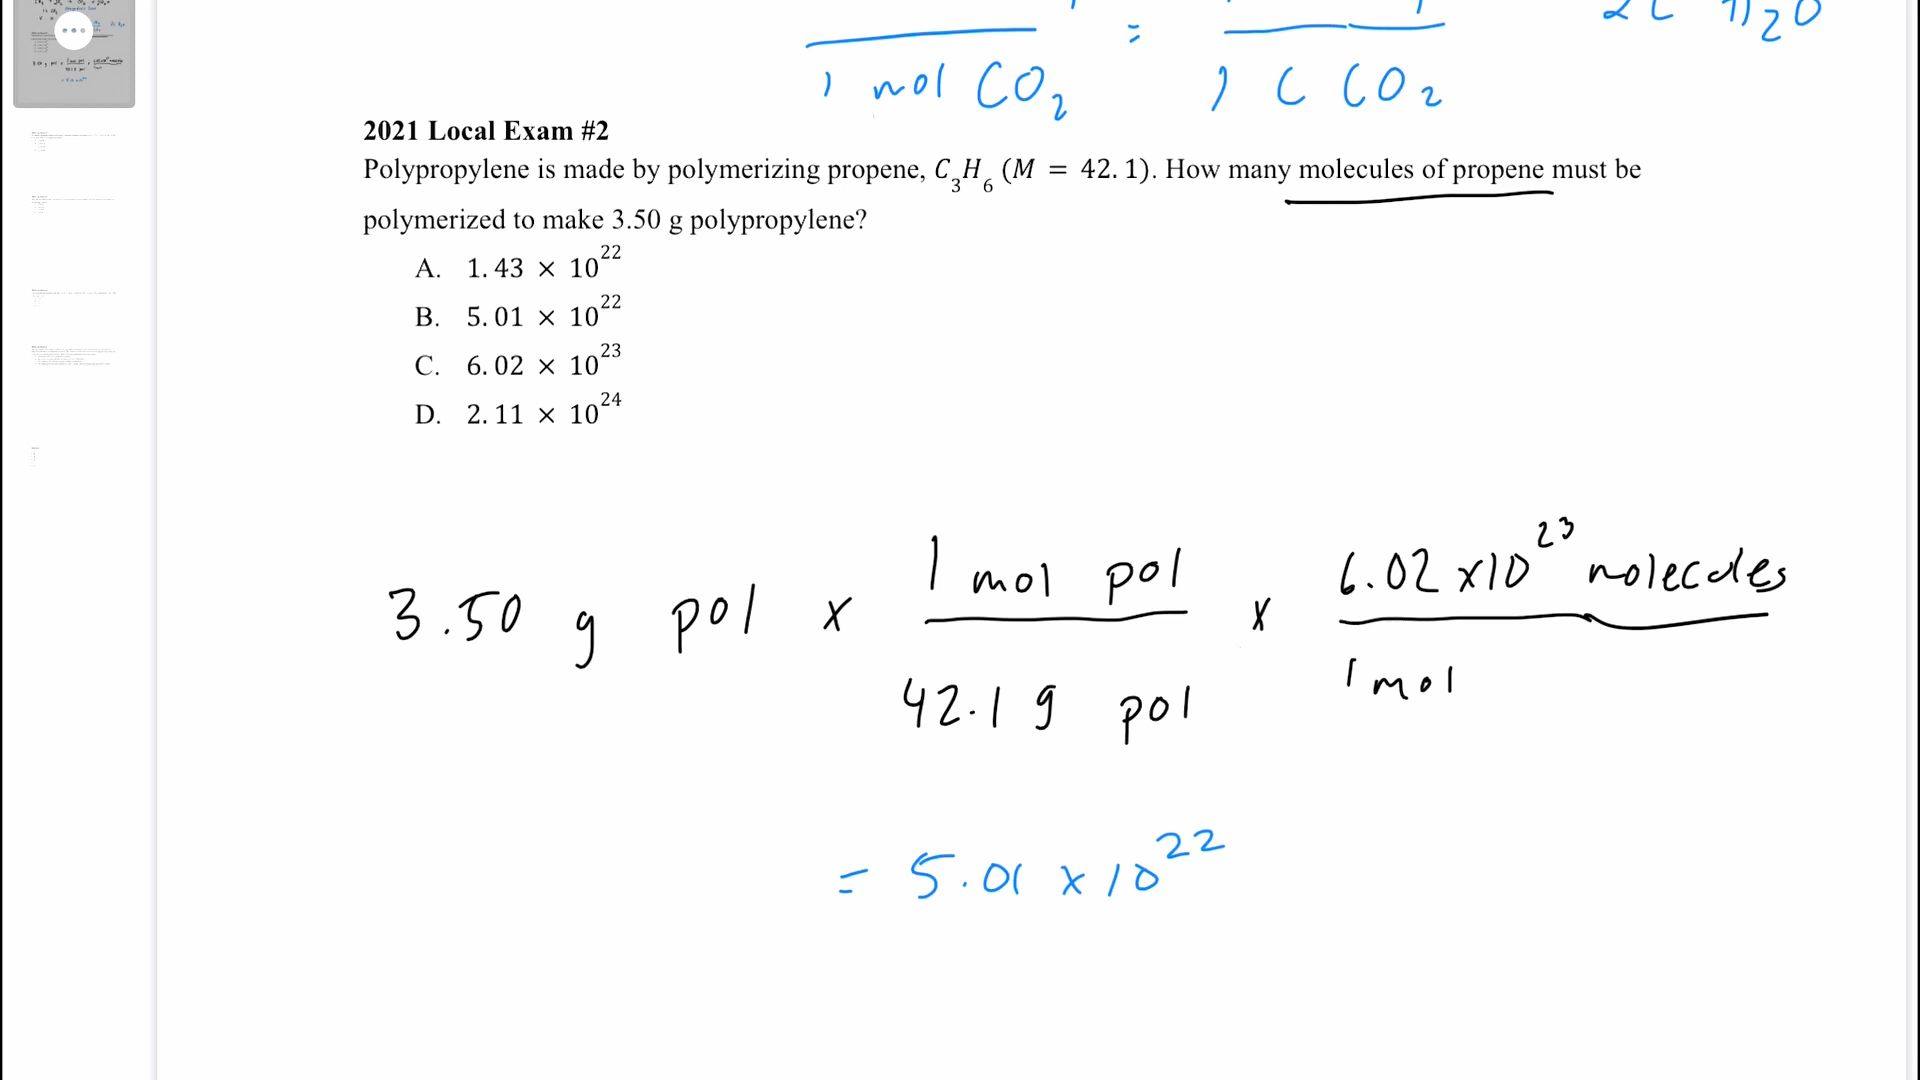 2 L H2O
1 mol CO2 = 1 L CO2
2021 Local Exam #2
Polypropylene is made by polymerizing propene, C3H6 (M = 42.1). How many molecules of propene must be
polymerized to make 3.50 g polypropylene?
A. 1.43 × 10^22
B. 5.01 × 10^22
C. 6.02 × 10^23
D. 2.11 × 10^24
3.50 g pol x 1 mol pol / 42.1 g pol x 6.02 x10^23 molecules / 1 mol
= 5.01 x 10^22